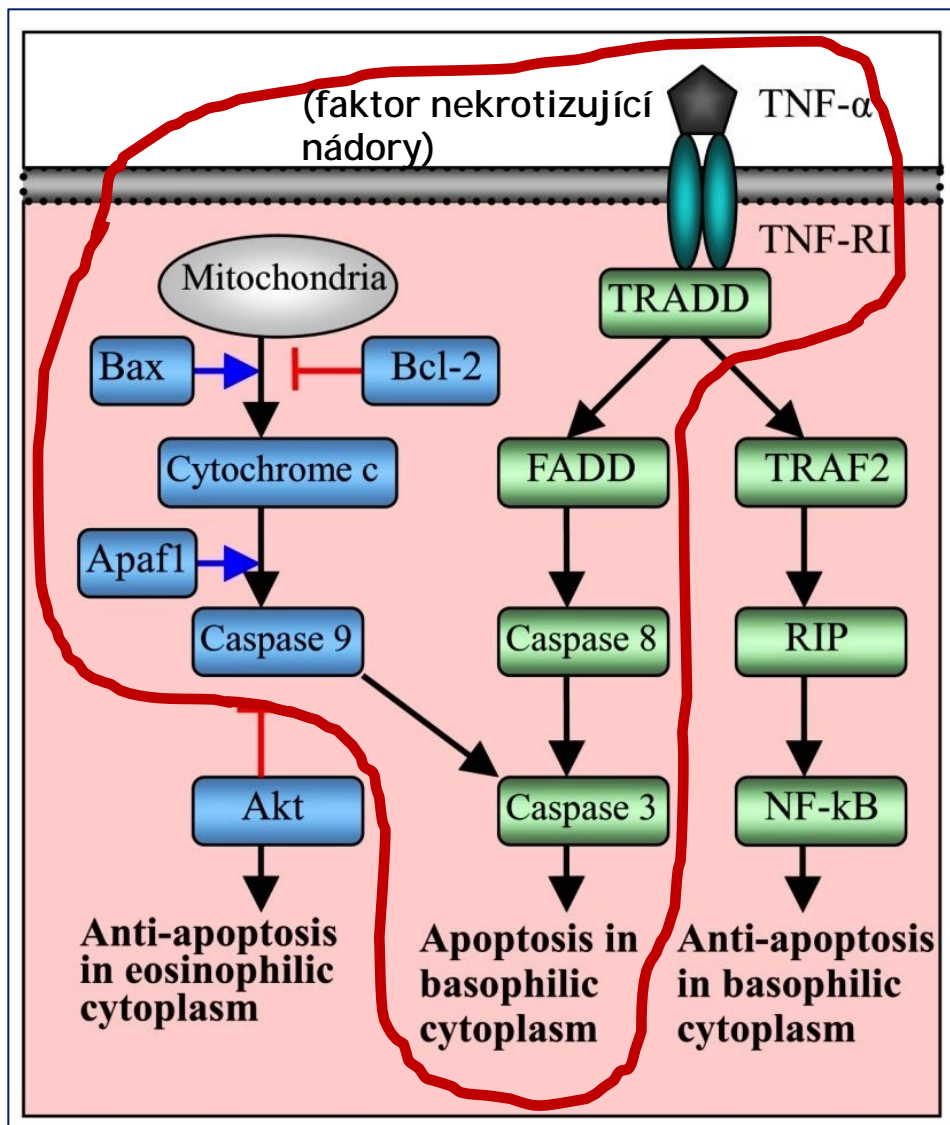 (faktor nekrotizující
nádory)
TNF-α
TNF-RI
Mitochondria
TRADD
Bax
Bcl-2
Cytochrome c
FADD
TRAF2
Apaf1
Caspase 9
Caspase 8
RIP
Akt
Caspase 3
NF-kB
Anti-apoptosis
in eosinophilic
cytoplasm
Apoptosis in
basophilic
cytoplasm
Anti-apoptosis
in basophilic
cytoplasm